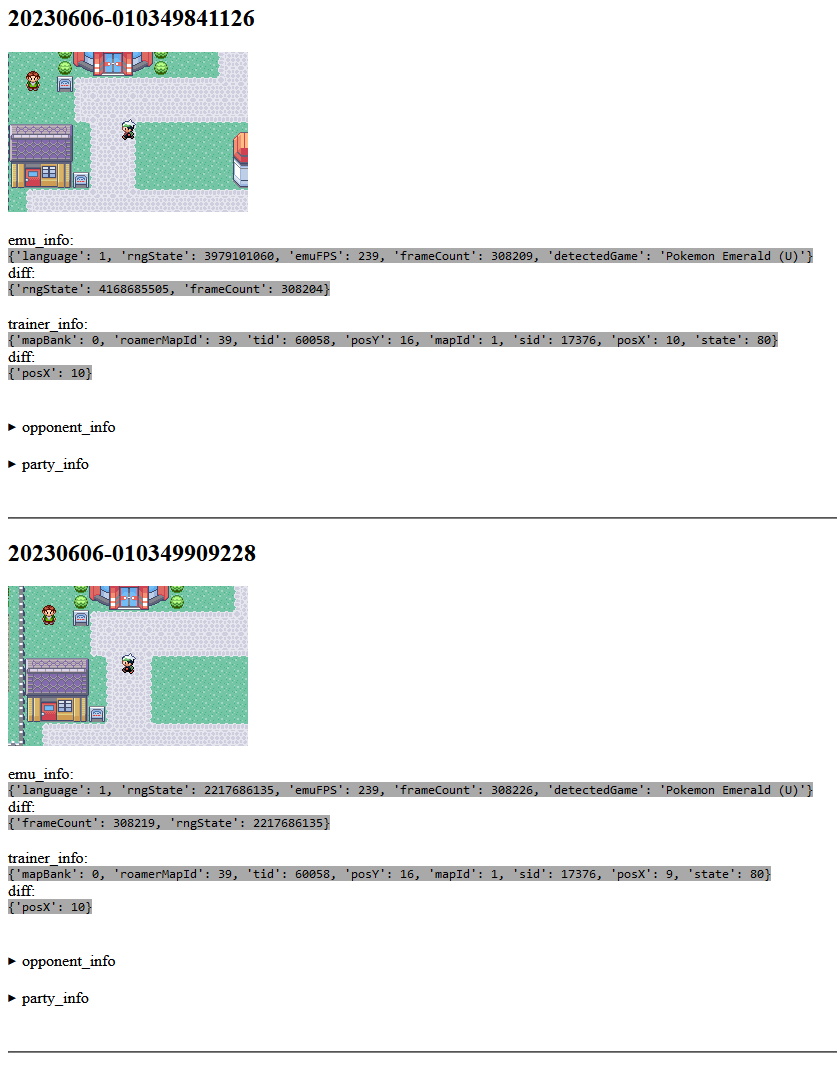 20230606-010349841126
emu_info:
{'language': 1, 'rngState': 3979101060, 'emuFPS': 239, 'frameCount': 308209, 'detectedGame': 'Pokemon Emerald (U)'}
diff:
{'rngState': 4168685505, 'frameCount': 308204}
trainer_info:
{'mapBank': 0, 'roamerMapId': 39, 'tid': 60058, 'posY': 16, 'mapId': 1, 'sid': 17376, 'posX': 10, 'state': 80}
diff:
{'posX': 10}
opponent_info
party_info
20230606-010349909228
emu_info:
{'language': 1, 'rngState': 2217686135, 'emuFPS': 239, 'frameCount': 308226, 'detectedGame': 'Pokemon Emerald (U)'}
diff:
{'frameCount': 308219, 'rngState': 2217686135}
trainer_info:
{'mapBank': 0, 'roamerMapId': 39, 'tid': 60058, 'posY': 16, 'mapId': 1, 'sid': 17376, 'posX': 9, 'state': 80}
diff:
{'posX': 10}
opponent_info
party_info